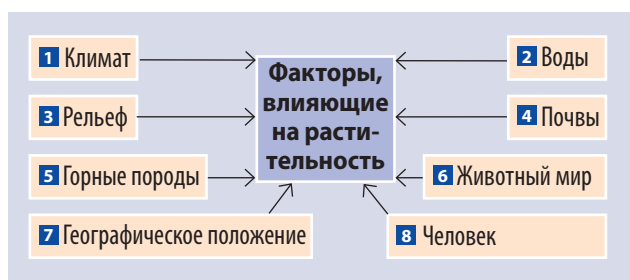 1 Климат
2 Воды
Факторы,
влияющие
на расти-
тельность
3 Рельеф
4 Почвы
5 Горные породы
6 Животный мир
7 Географическое положение
8 Человек